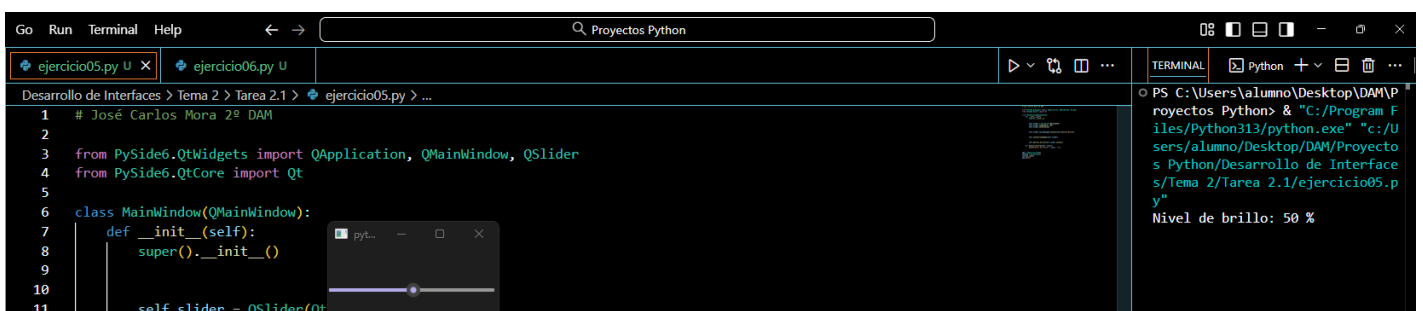 Go Run Terminal Help
Proyectos Python
ejercicio05.py U
ejercicio06.py U
Desarrollo de Interfaces > Tema 2 > Tarea 2.1 > ejercicio05.py > ...
1 # José Carlos Mora 2º DAM
2
3 from PySide6.QtWidgets import QApplication, QMainWindow, QSlider
4 from PySide6.QtCore import Qt
5
6 class MainWindow(QMainWindow):
7 def __init__(self):
8 super().__init__()
9
10
11 self.slider = QSlider(Qt
pyt...
TERMINAL
Python
PS C:\Users\alumno\Desktop\DAM\P
royectos Python> & "C:/Program F
iles/Python313/python.exe" "c:/U
sers/alumno/Desktop/DAM/Proyecto
s Python/Desarrollo de Interface
s/Tema 2/Tarea 2.1/ejercicio05.p
y"
Nivel de brillo: 50 %